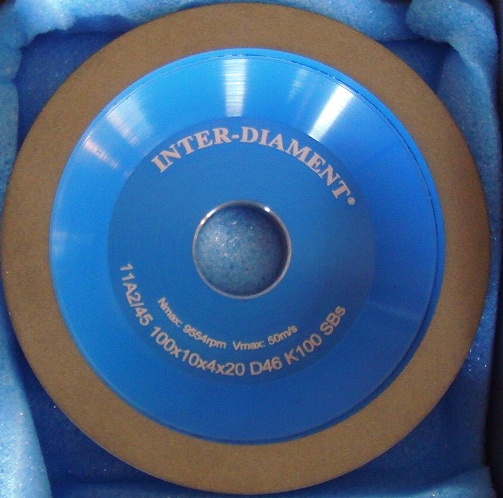 INTER-DIAMENT®
Nmax: 9554rpm Vmax: 50m/s
11A2/45 100x10x4x20 D46 K100 SBs